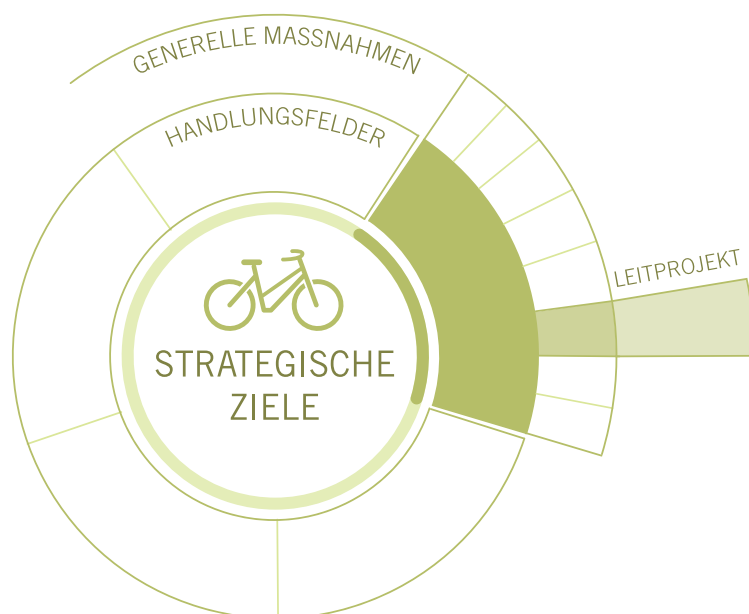 GENERELLE MASSNAHMEN
HANDLUNGSFELDER
LEITPROJEKT
STRATEGISCHE
ZIELE